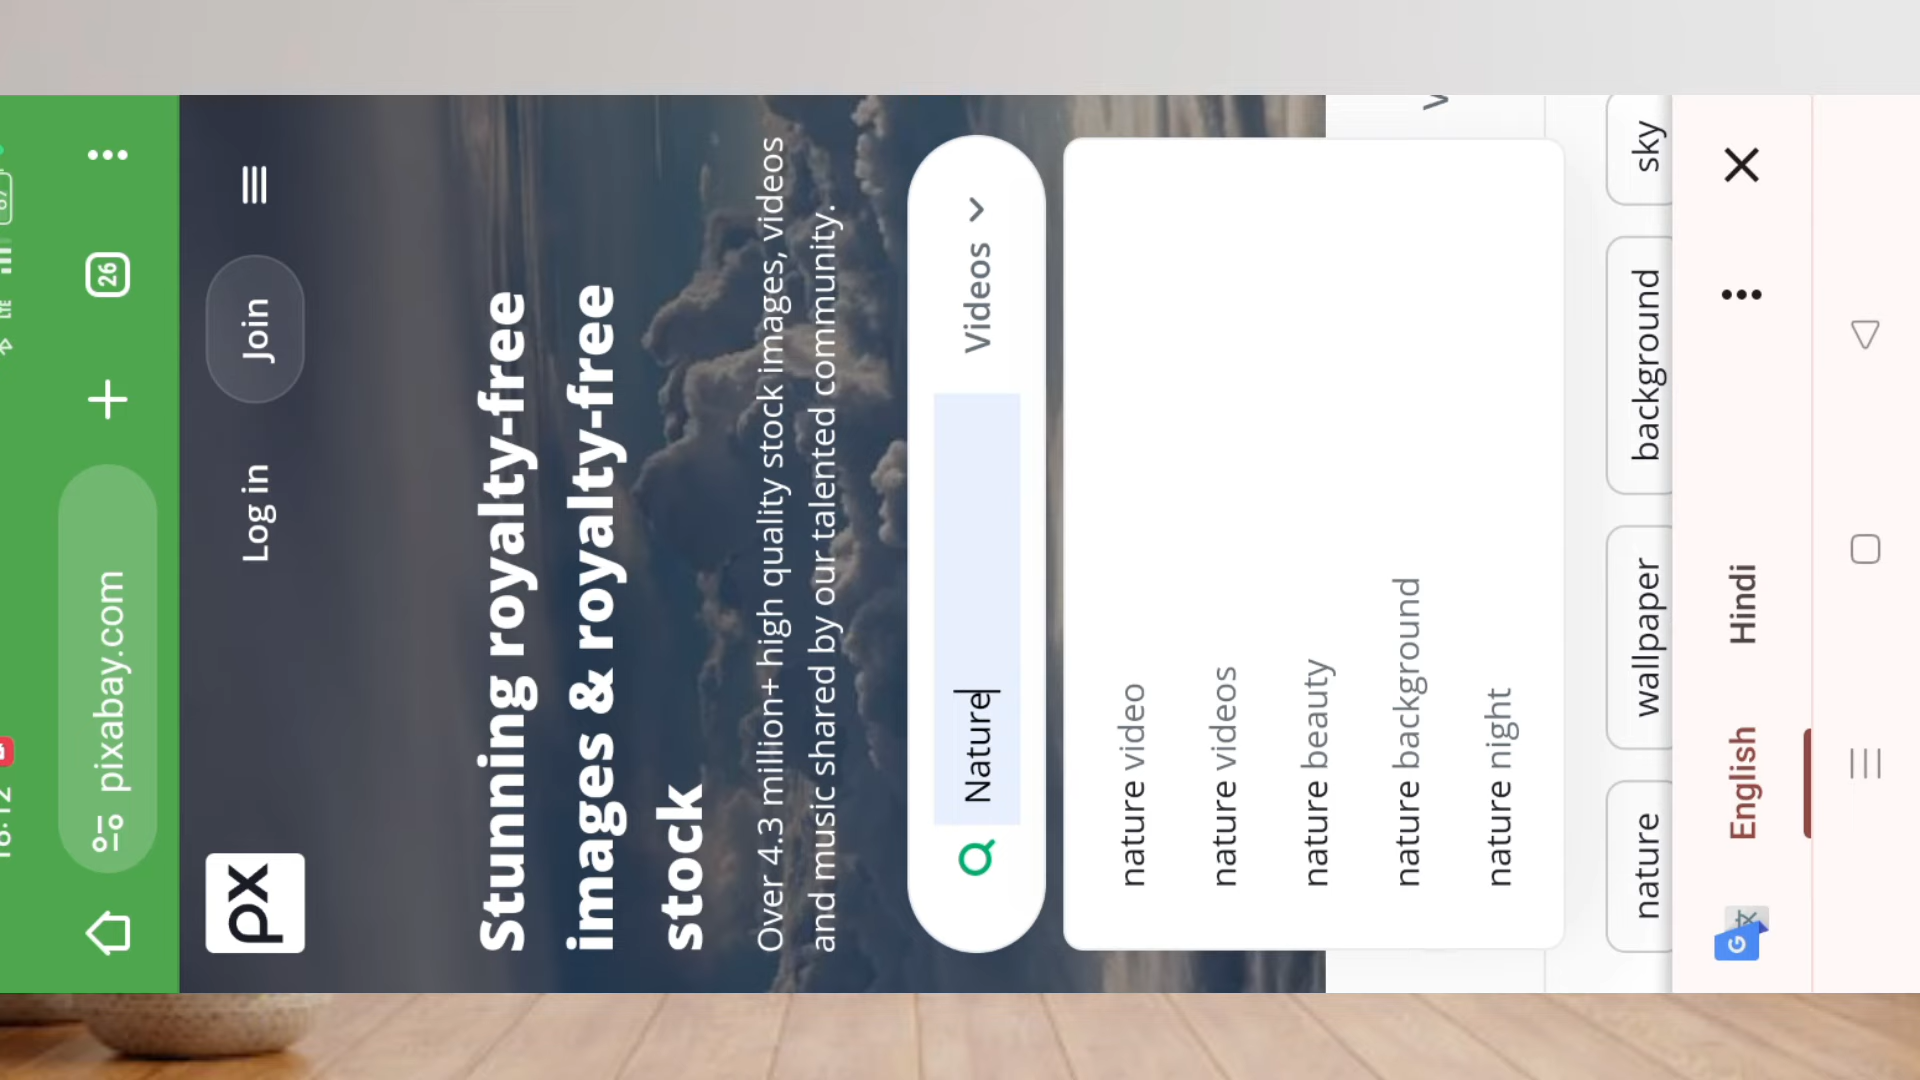 pixabay.com
26
px
Log in
Join
Stunning royalty-free
images & royalty-free
stock
Over 4.3 million+ high quality stock images, videos
and music shared by our talented community.
Nature
Videos
nature video
nature videos
nature beauty
nature background
nature night
nature
wallpaper
background
sky
English
Hindi